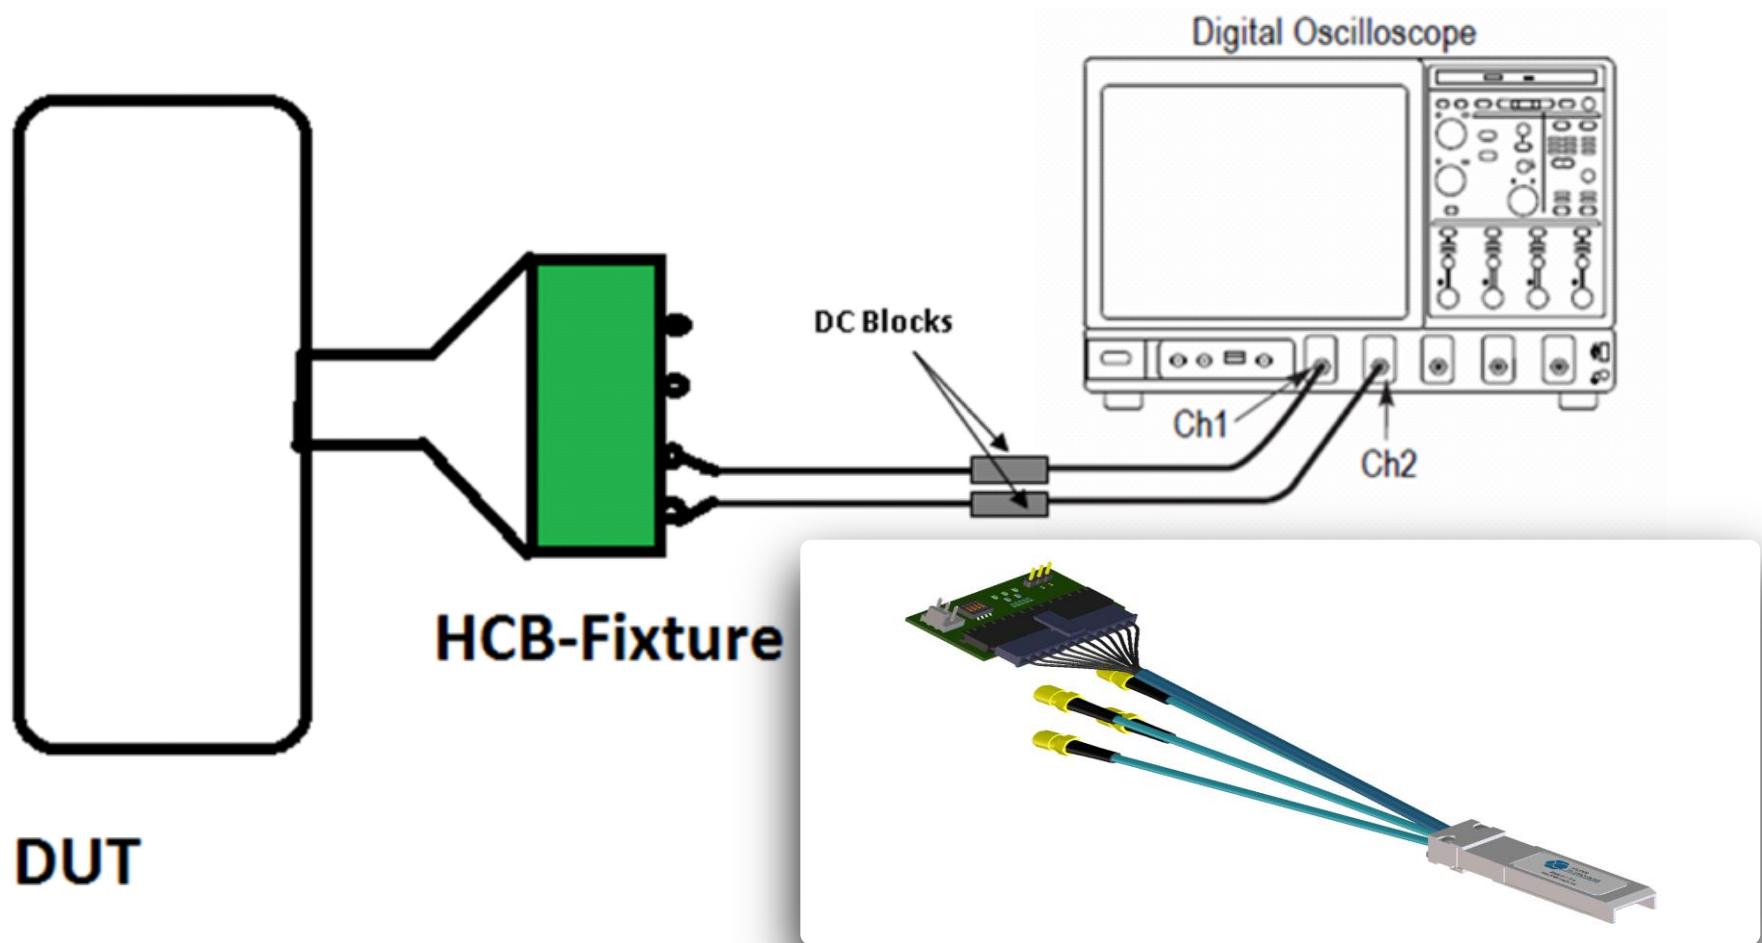 Digital Oscilloscope
DC Blocks
Ch1
Ch2
HCB-Fixture
DUT